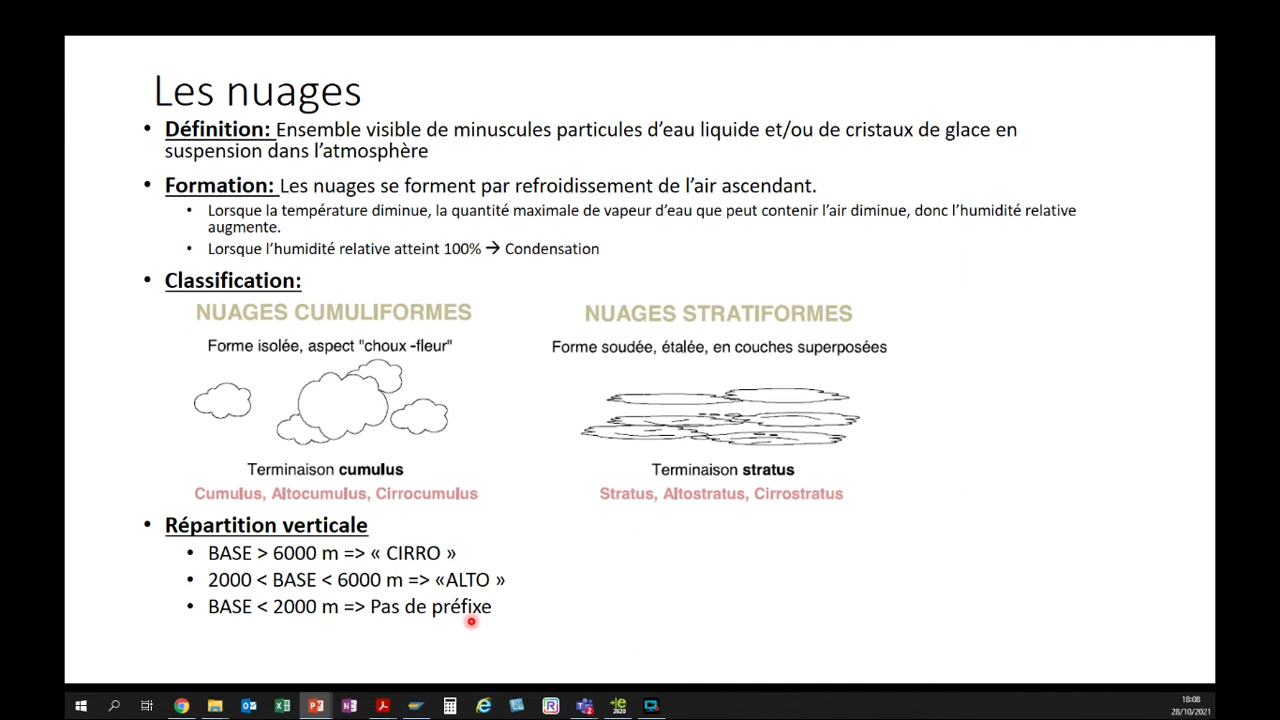 Les nuages
• Définition: Ensemble visible de minuscules particules d'eau liquide et/ou de cristaux de glace en
suspension dans l'atmosphère
• Formation: Les nuages se forment par refroidissement de l'air ascendant.
• Lorsque la température diminue, la quantité maximale de vapeur d'eau que peut contenir l'air diminue, donc l'humidité relative
augmente.
• Lorsque l'humidité relative atteint 100% → Condensation
• Classification:
NUAGES CUMULIFORMES
Forme isolée, aspect "choux -fleur"
Terminaison cumulus
Cumulus, Altocumulus, Cirrocumulus
NUAGES STRATIFORMES
Forme soudée, étalée, en couches superposées
Terminaison stratus
Stratus, Altostratus, Cirrostratus
• Répartition verticale
• BASE > 6000 m => « CIRRO »
• 2000 < BASE < 6000 m => «ALTO »
• BASE < 2000 m => Pas de préfixe
18:08
28/10/2021